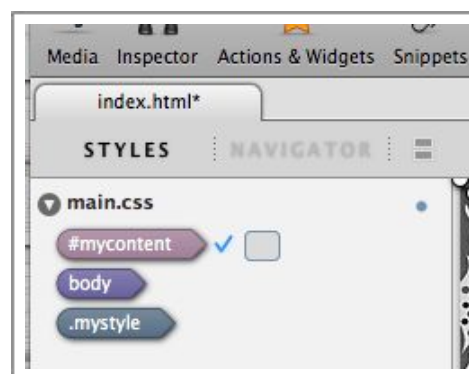 Media Inspector Actions & Widgets Snippets
index.html*
STYLES NAVIGATOR
main.css
#mycontent
body
.mystyle